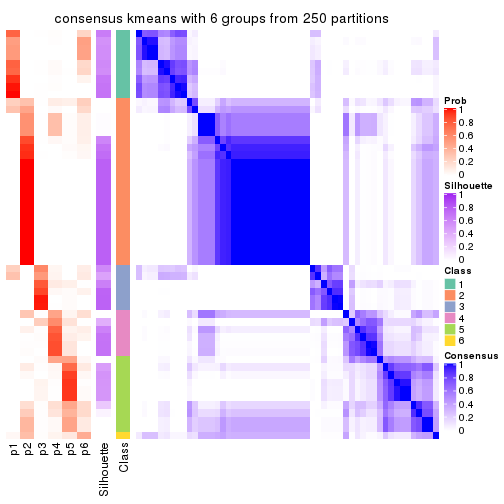 consensus kmeans with 6 groups from 250 partitions
Prob
1
0.8
0.6
0.4
0.2
0
Silhouette
1
0.8
0.6
0.4
0.2
0
Class
1
2
3
4
5
6
Consensus
1
0.8
0.6
0.4
0.2
0
p1
p2
p3
p4
p5
p6
Silhouette
Class